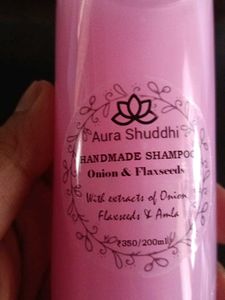 Aura Shuddhi
HANDMADE SHAMPOO
Onion & Flaxseeds
With extracts of Onion
Flaxseeds & Amla
₹350/200ml